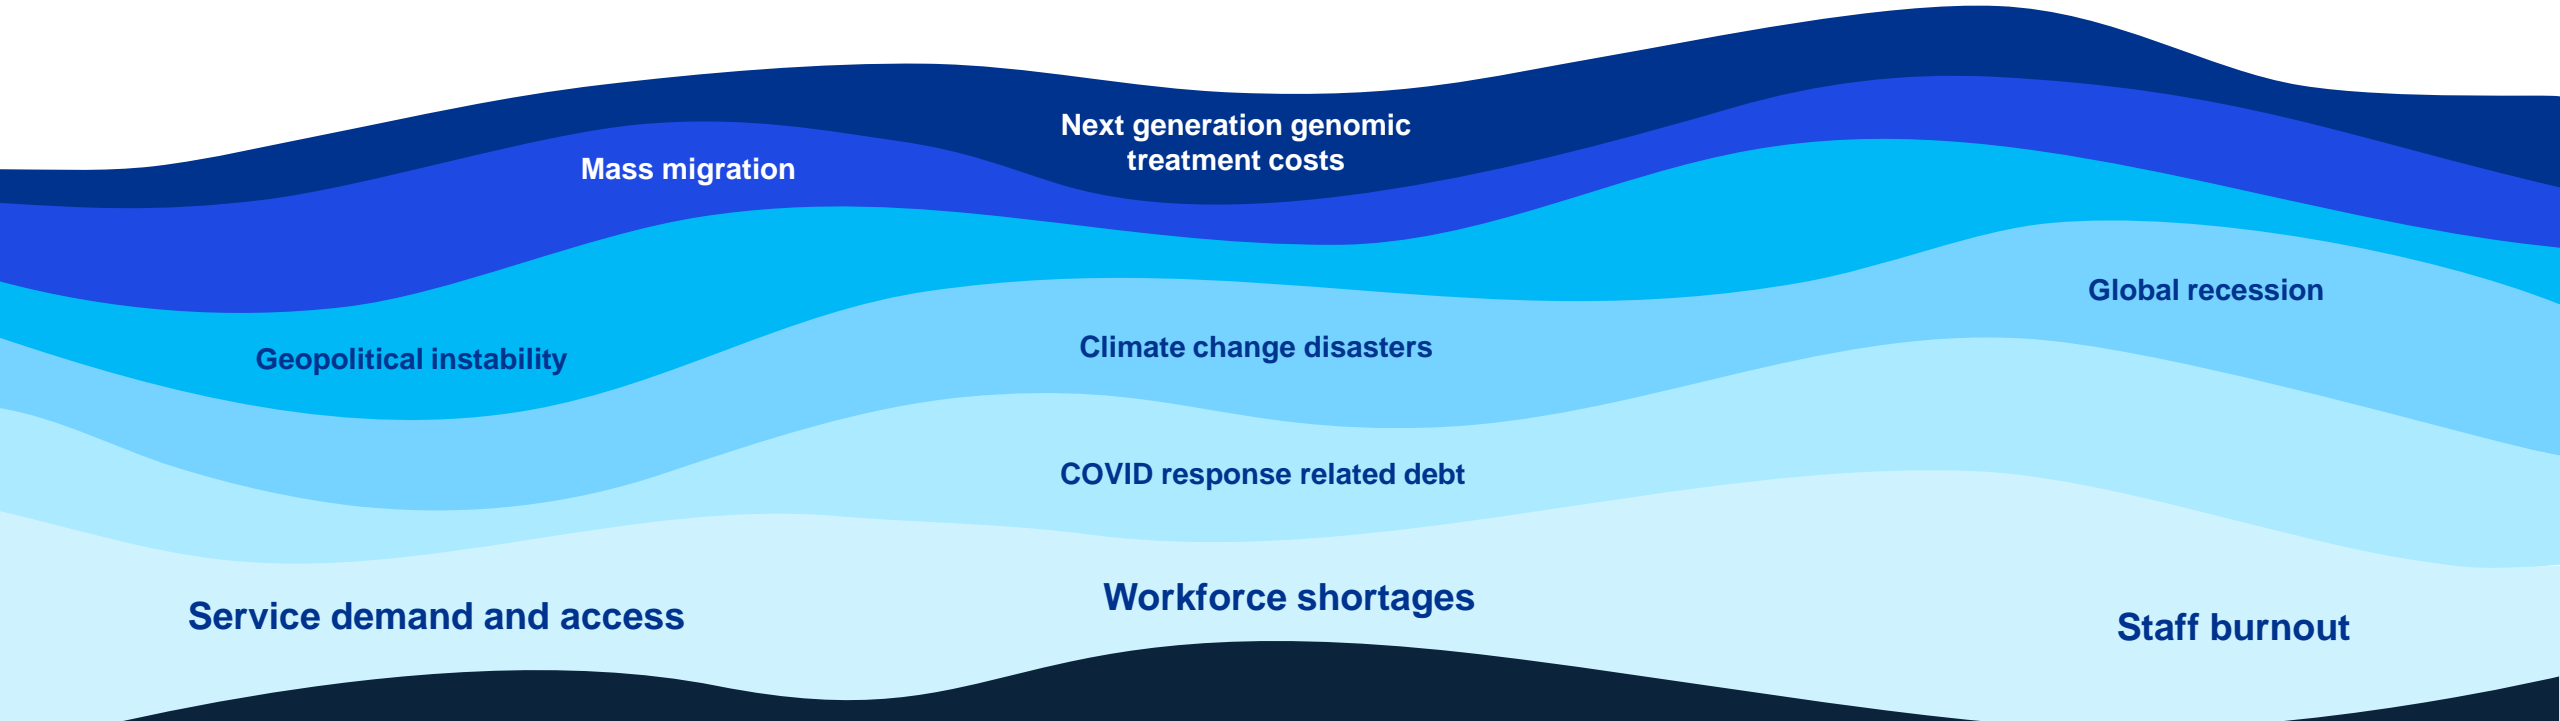 Next generation genomic
treatment costs
Mass migration
Global recession
Climate change disasters
Geopolitical instability
COVID response related debt
Workforce shortages
Service demand and access
Staff burnout